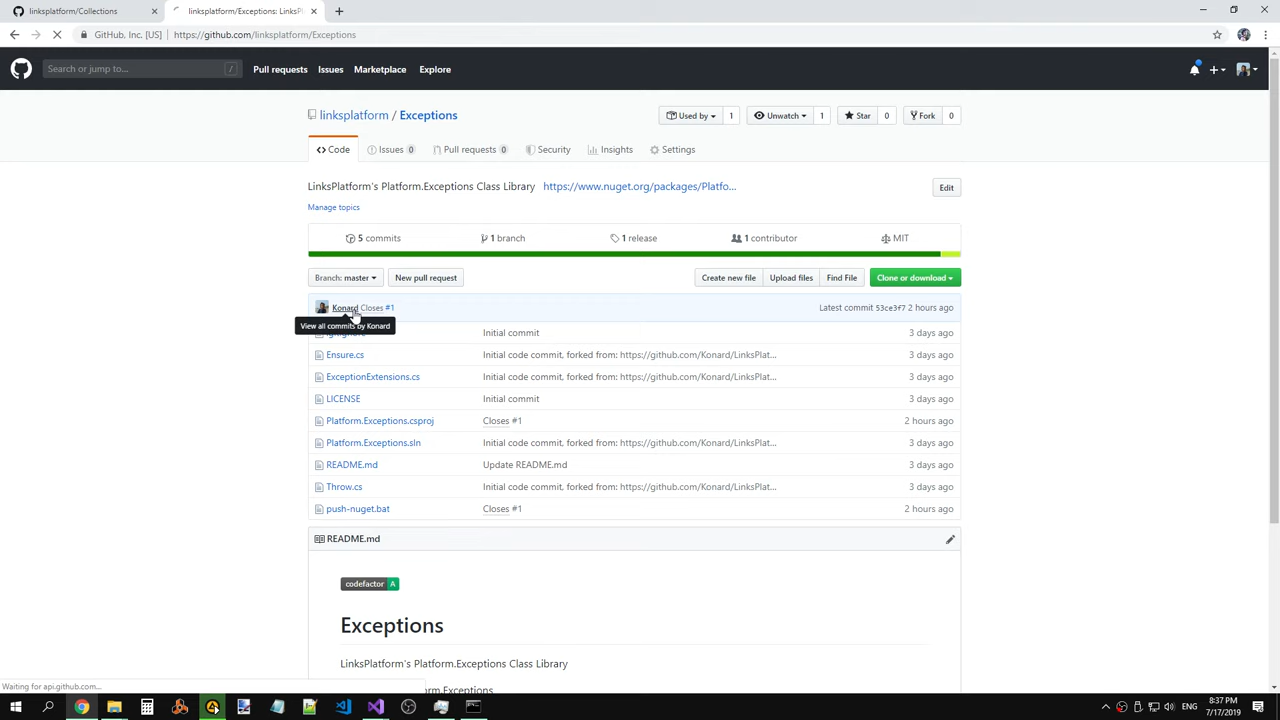 linksplatform/Collections
linksplatform/Exceptions: LinksPl
GitHub, Inc. [US] https://github.com/linksplatform/Exceptions
Search or jump to... /
Pull requests Issues Marketplace Explore
linksplatform / Exceptions
Used by 1 Unwatch 1 Star 0 Fork 0
Code Issues 0 Pull requests 0 Security Insights Settings
LinksPlatform's Platform.Exceptions Class Library https://www.nuget.org/packages/Platfo... Edit
Manage topics
5 commits 1 branch 1 release 1 contributor MIT
Branch: master New pull request Create new file Upload files Find File Clone or download
Konard Closes #1 Latest commit 53ce3f7 2 hours ago
View all commits by Konard
Initial commit 3 days ago
Ensure.cs Initial code commit, forked from: https://github.com/Konard/LinksPlat... 3 days ago
ExceptionExtensions.cs Initial code commit, forked from: https://github.com/Konard/LinksPlat... 3 days ago
LICENSE Initial commit 3 days ago
Platform.Exceptions.csproj Closes #1 2 hours ago
Platform.Exceptions.sln Initial code commit, forked from: https://github.com/Konard/LinksPlat... 3 days ago
README.md Update README.md 3 days ago
Throw.cs Initial code commit, forked from: https://github.com/Konard/LinksPlat... 3 days ago
push-nuget.bat Closes #1 2 hours ago
README.md
codefactor A
Exceptions
LinksPlatform's Platform.Exceptions Class Library
rm.Exceptions
Waiting for api.github.com...
ENG 8:37 PM
7/17/2019